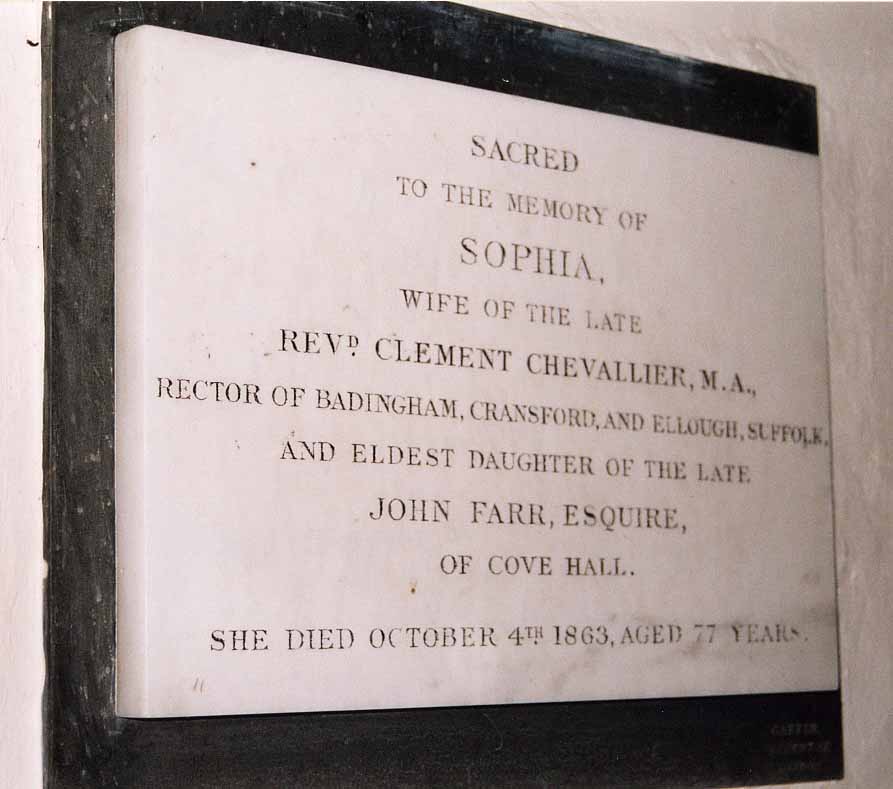 SACRED
TO THE MEMORY OF
SOPHIA,
WIFE OF THE LATE
REVD. CLEMENT CHEVALLIER, M.A.,
RECTOR OF BADINGHAM, CRANSFORD, AND ELLOUGH, SUFFOLK,
AND ELDEST DAUGHTER OF THE LATE
JOHN FARR, ESQUIRE,
OF COVE HALL.
SHE DIED OCTOBER 4TH 1863, AGED 77 YEARS.